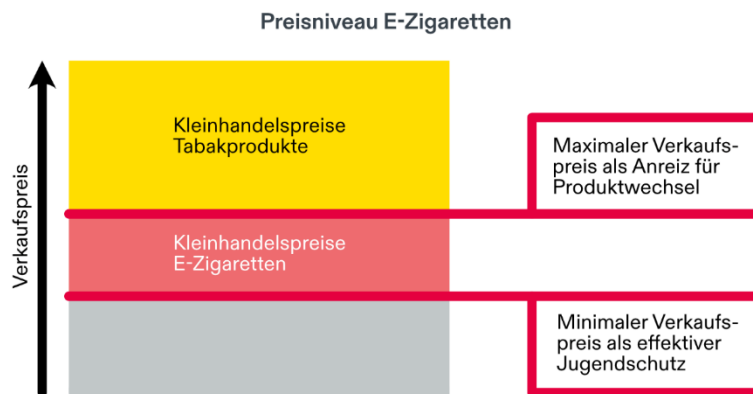 Preisniveau E-Zigaretten
Verkaufspreis
Kleinhandelspreise
Tabakprodukte
Maximaler Verkaufs-
preis als Anreiz für
Produktwechsel
Kleinhandelspreise
E-Zigaretten
Minimaler Verkaufs-
preis als effektiver
Jugendschutz